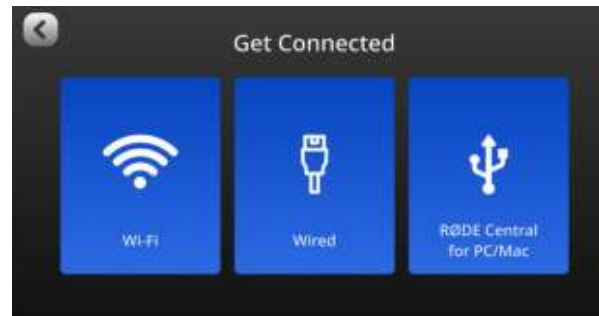 Get Connected
Wi-Fi
Wired
RØDE Central
for PC/Mac